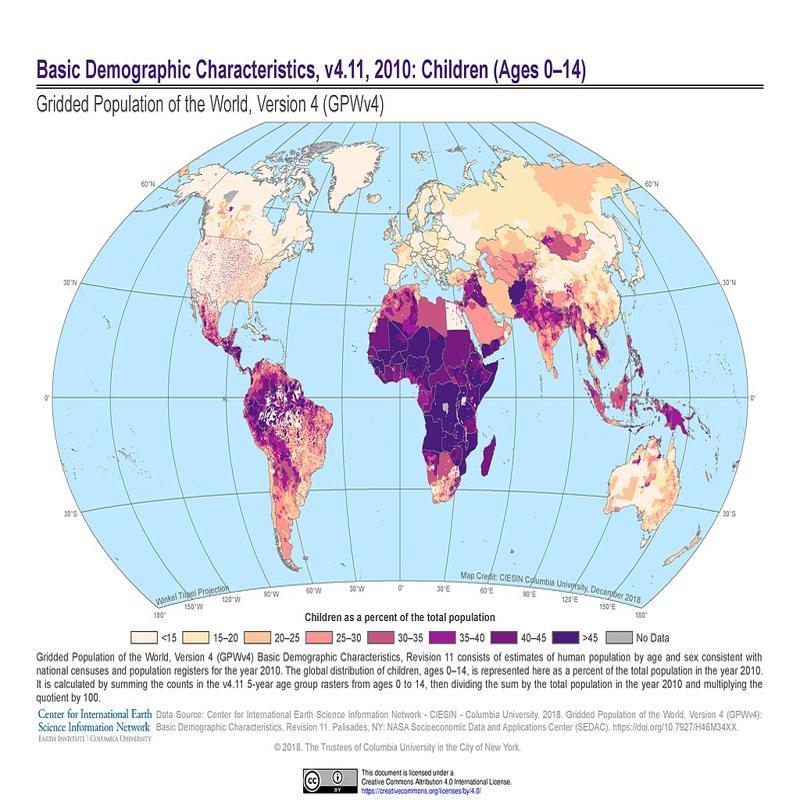 Basic Demographic Characteristics, v4.11, 2010: Children (Ages 0–14)
Gridded Population of the World, Version 4 (GPWv4)
60°N
60°N
30°N
30°N
0°
0°
30°S
30°S
Winkel Tripel Projection
Map Credit: CIESIN Columbia University, December 2018.
180° 150°W 120°W 90°W 60°W 30°W 0° 30°E 60°E 90°E 120°E 150°E 180°
Children as a percent of the total population
<15 15–20 20–25 25–30 30–35 35–40 40–45 >45 No Data
Gridded Population of the World, Version 4 (GPWv4) Basic Demographic Characteristics, Revision 11 consists of estimates of human population by age and sex consistent with
national censuses and population registers for the year 2010. The global distribution of children, ages 0–14, is represented here as a percent of the total population in the year 2010.
It is calculated by summing the counts in the v4.11 5-year age group rasters from ages 0 to 14, then dividing the sum by the total population in the year 2010 and multiplying the
quotient by 100.
Center for International Earth
Science Information Network
EARTH INSTITUTE | COLUMBIA UNIVERSITY
Data Source: Center for International Earth Science Information Network - CIESIN - Columbia University. 2018. Gridded Population of the World, Version 4 (GPWv4):
Basic Demographic Characteristics, Revision 11. Palisades, NY: NASA Socioeconomic Data and Applications Center (SEDAC). https://doi.org/10.7927/H46M34XX.
© 2018. The Trustees of Columbia University in the City of New York.
cc BY
This document is licensed under a
Creative Commons Attribution 4.0 International License.
https://creativecommons.org/licenses/by/4.0/